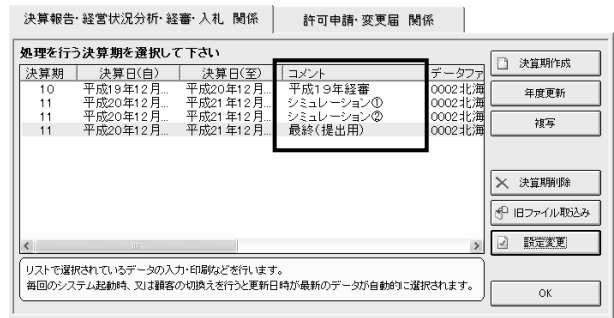 決算報告・経営状況分析・経審・入札 関係
許可申請・変更届 関係
処理を行う決算期を選択して下さい
決算期 決算日(自) 決算日(至) コメント データファ
10 平成19年12月... 平成20年12月... 平成19年経審 0002北海
11 平成20年12月... 平成21年12月... シミュレーション① 0002北海
11 平成20年12月... 平成21年12月... シミュレーション② 0002北海
11 平成20年12月... 平成21年12月... 最終(提出用) 0002北海
決算期作成
年度更新
複写
決算期削除
旧ファイル取込み
設定変更
OK
リストで選択されているデータの入力・印刷などを行います。
毎回のシステム起動時、又は顧客の切換えを行うと更新日時が最新のデータが自動的に選択されます。